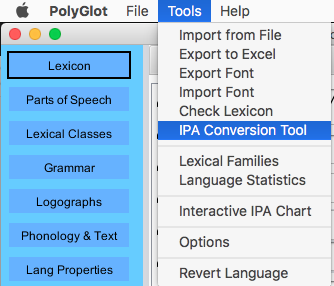 PolyGlot File Tools Help
Import from File
Export to Excel
Export Font
Import Font
Check Lexicon
IPA Conversion Tool
Lexical Families
Language Statistics
Interactive IPA Chart
Options
Revert Language
Lexicon
Parts of Speech
Lexical Classes
Grammar
Logographs
Phonology & Text
Lang Properties